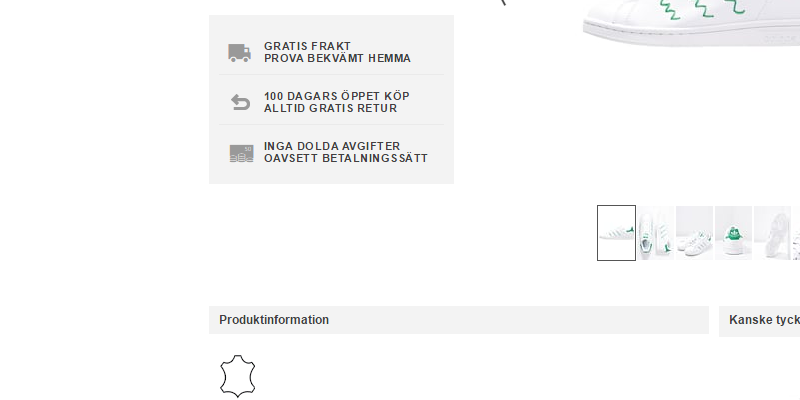 GRATIS FRAKT
PROVA BEKVÄMT HEMMA
100 DAGARS ÖPPET KÖP
ALLTID GRATIS RETUR
INGA DOLDA AVGIFTER
OAVSETT BETALNINGSSÄTT
Produktinformation
Kanske tyck